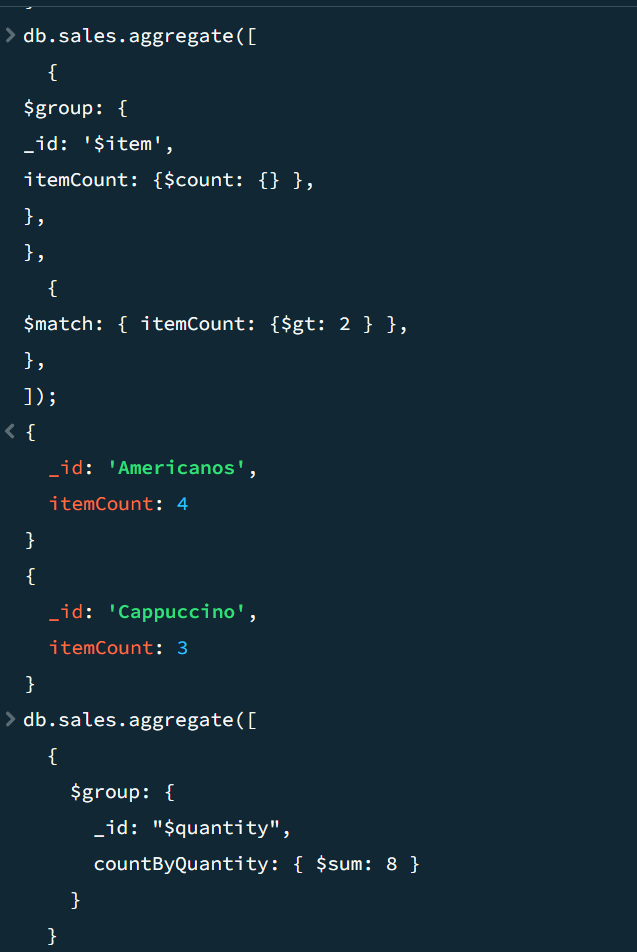 db.sales.aggregate([
{
$group: {
_id: '$item',
itemCount: {$count: {} },
},
},
{
$match: { itemCount: {$gt: 2 } },
},
]);
{
_id: 'Americanos',
itemCount: 4
}
{
_id: 'Cappuccino',
itemCount: 3
}
db.sales.aggregate([
{
$group: {
_id: "$quantity",
countByQuantity: { $sum: 8 }
}
}